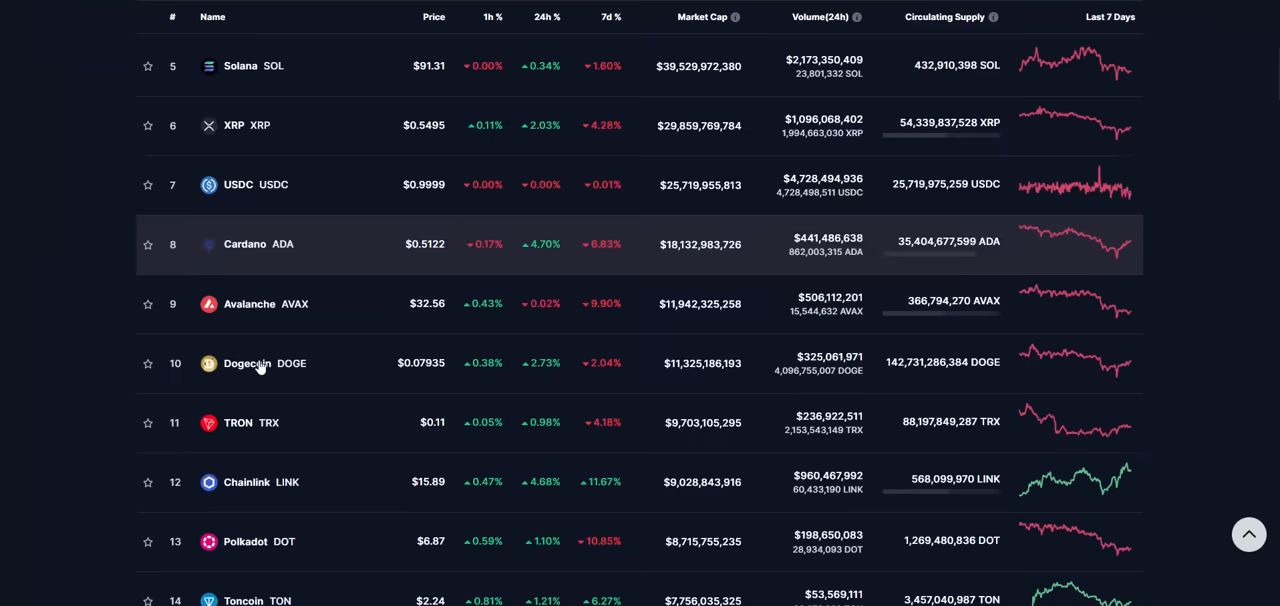 # Name Price 1h % 24h % 7d % Market Cap Volume(24h) Circulating Supply Last 7 Days
5 Solana SOL $91.31 0.00% 0.34% 1.60% $39,529,972,380 $2,173,350,409 432,910,398 SOL
23,801,332 SOL
6 XRP XRP $0.5495 0.11% 2.03% 4.28% $29,859,769,784 $1,096,068,402 54,339,837,528 XRP
1,994,663,030 XRP
7 USDC USDC $0.9999 0.00% 0.00% 0.01% $25,719,955,813 $4,728,494,936 25,719,975,259 USDC
4,728,498,511 USDC
8 Cardano ADA $0.5122 0.17% 4.70% 6.83% $18,132,983,726 $441,486,638 35,404,677,599 ADA
862,003,315 ADA
9 Avalanche AVAX $32.56 0.43% 0.02% 9.90% $11,942,325,258 $506,112,201 366,794,270 AVAX
15,544,632 AVAX
10 Dogecoin DOGE $0.07935 0.38% 2.73% 2.04% $11,325,186,193 $325,061,971 142,731,286,384 DOGE
4,096,755,007 DOGE
11 TRON TRX $0.11 0.05% 0.98% 4.18% $9,703,105,295 $236,922,511 88,197,849,287 TRX
2,153,543,149 TRX
12 Chainlink LINK $15.89 0.47% 4.68% 11.67% $9,028,843,916 $960,467,992 568,099,970 LINK
60,433,190 LINK
13 Polkadot DOT $6.87 0.59% 1.10% 10.85% $8,715,755,235 $198,650,083 1,269,480,836 DOT
28,934,093 DOT
14 Toncoin TON $2.24 0.81% 1.21% 6.27% $7,756,035,325 $53,569,111 3,457,040,987 TON